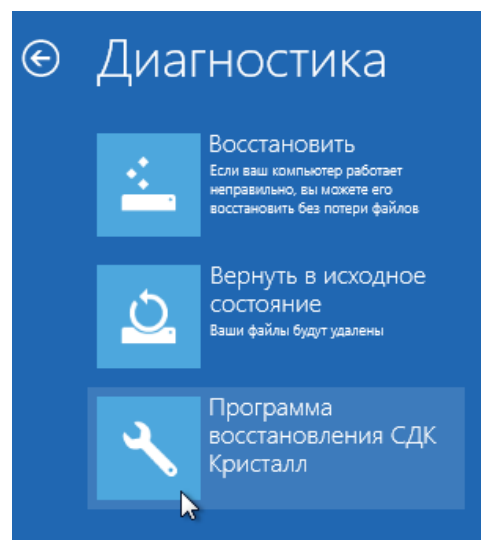 Диагностика
Восстановить
Если ваш компьютер работает
неправильно, вы можете его
восстановить без потери файлов
Вернуть в исходное
состояние
Ваши файлы будут удалены
Программа
восстановления СДК
Кристалл